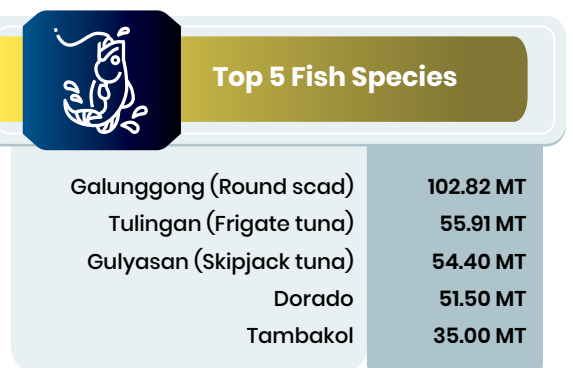 Top 5 Fish Species
Galunggong (Round scad) 102.82 MT
Tulingan (Frigate tuna) 55.91 MT
Gulyasan (Skipjack tuna) 54.40 MT
Dorado 51.50 MT
Tambakol 35.00 MT